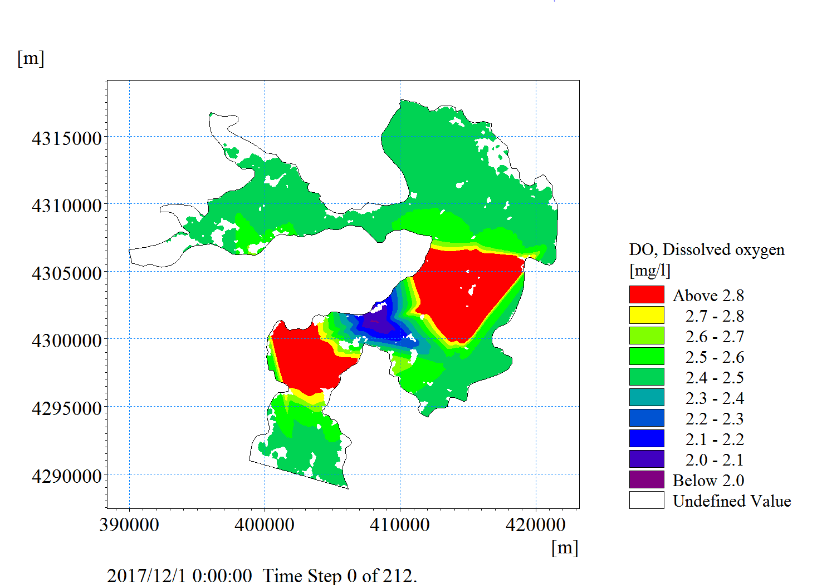 [m]
4315000
4310000
4305000
4300000
4295000
4290000
390000 400000 410000 420000
[m]
2017/12/1 0:00:00 Time Step 0 of 212.
DO, Dissolved oxygen
[mg/l]
Above 2.8
2.7 - 2.8
2.6 - 2.7
2.5 - 2.6
2.4 - 2.5
2.3 - 2.4
2.2 - 2.3
2.1 - 2.2
2.0 - 2.1
Below 2.0
Undefined Value